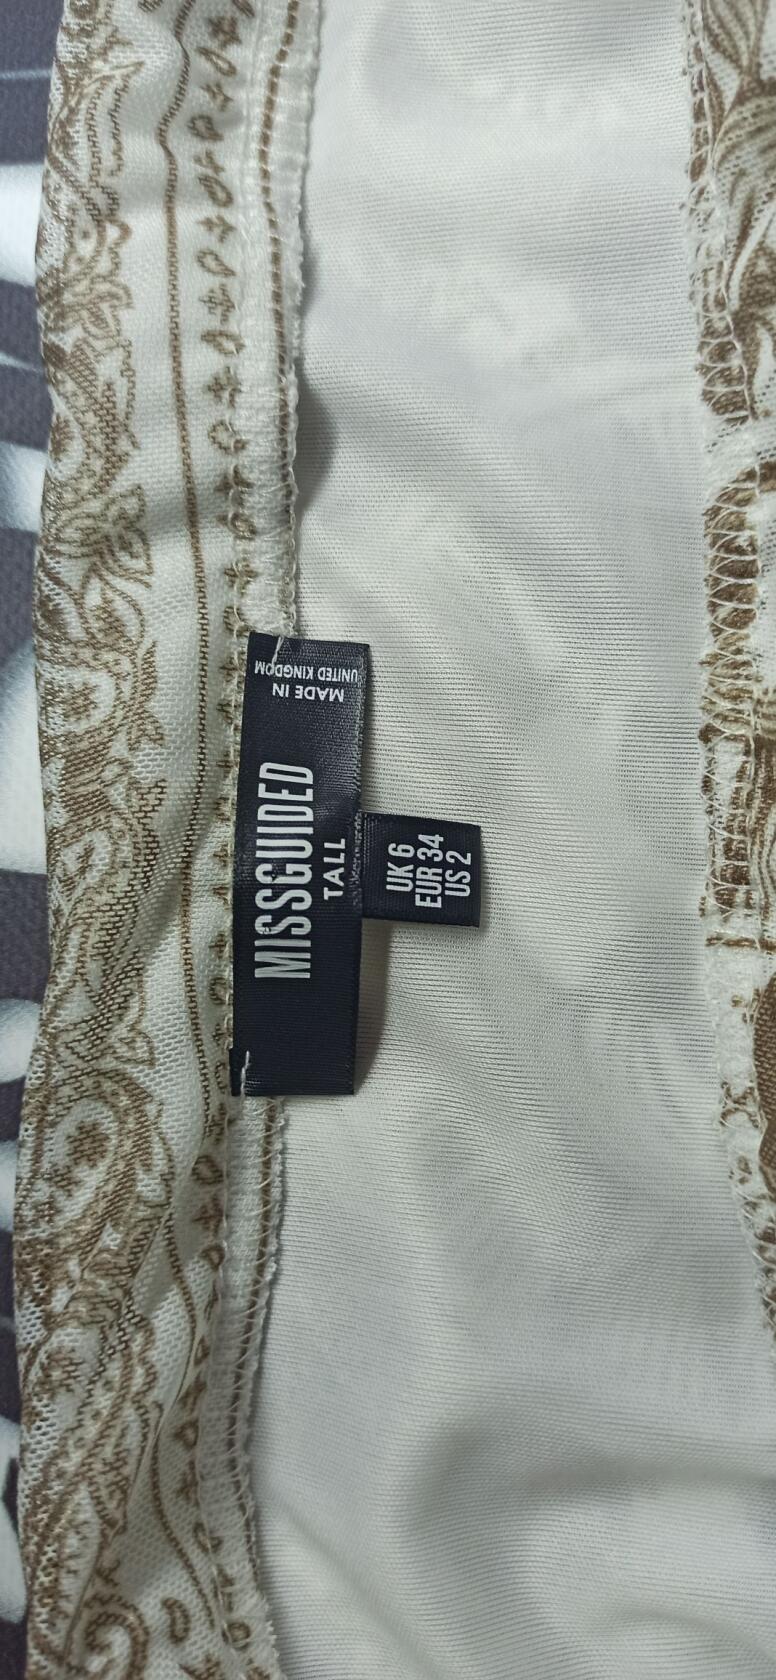 MISSGUIDED
TALL
MADE IN
UNITED KINGDOM
UK 6
EUR 34
US 2